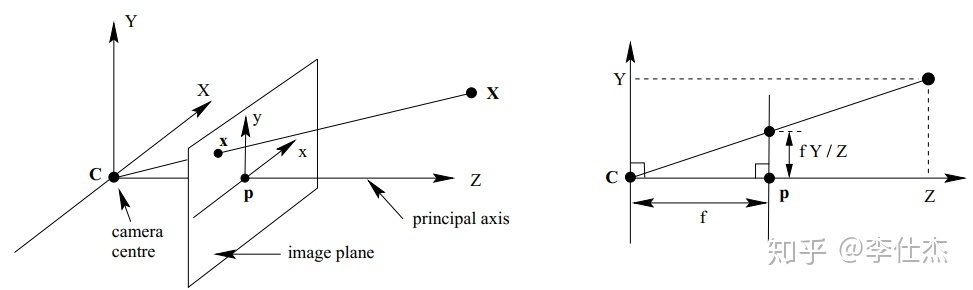 Y
X
X
x
y
x
C
p
Z
camera
centre
principal axis
image plane
Y
f Y / Z
C
p
Z
f
知乎 @李仕杰